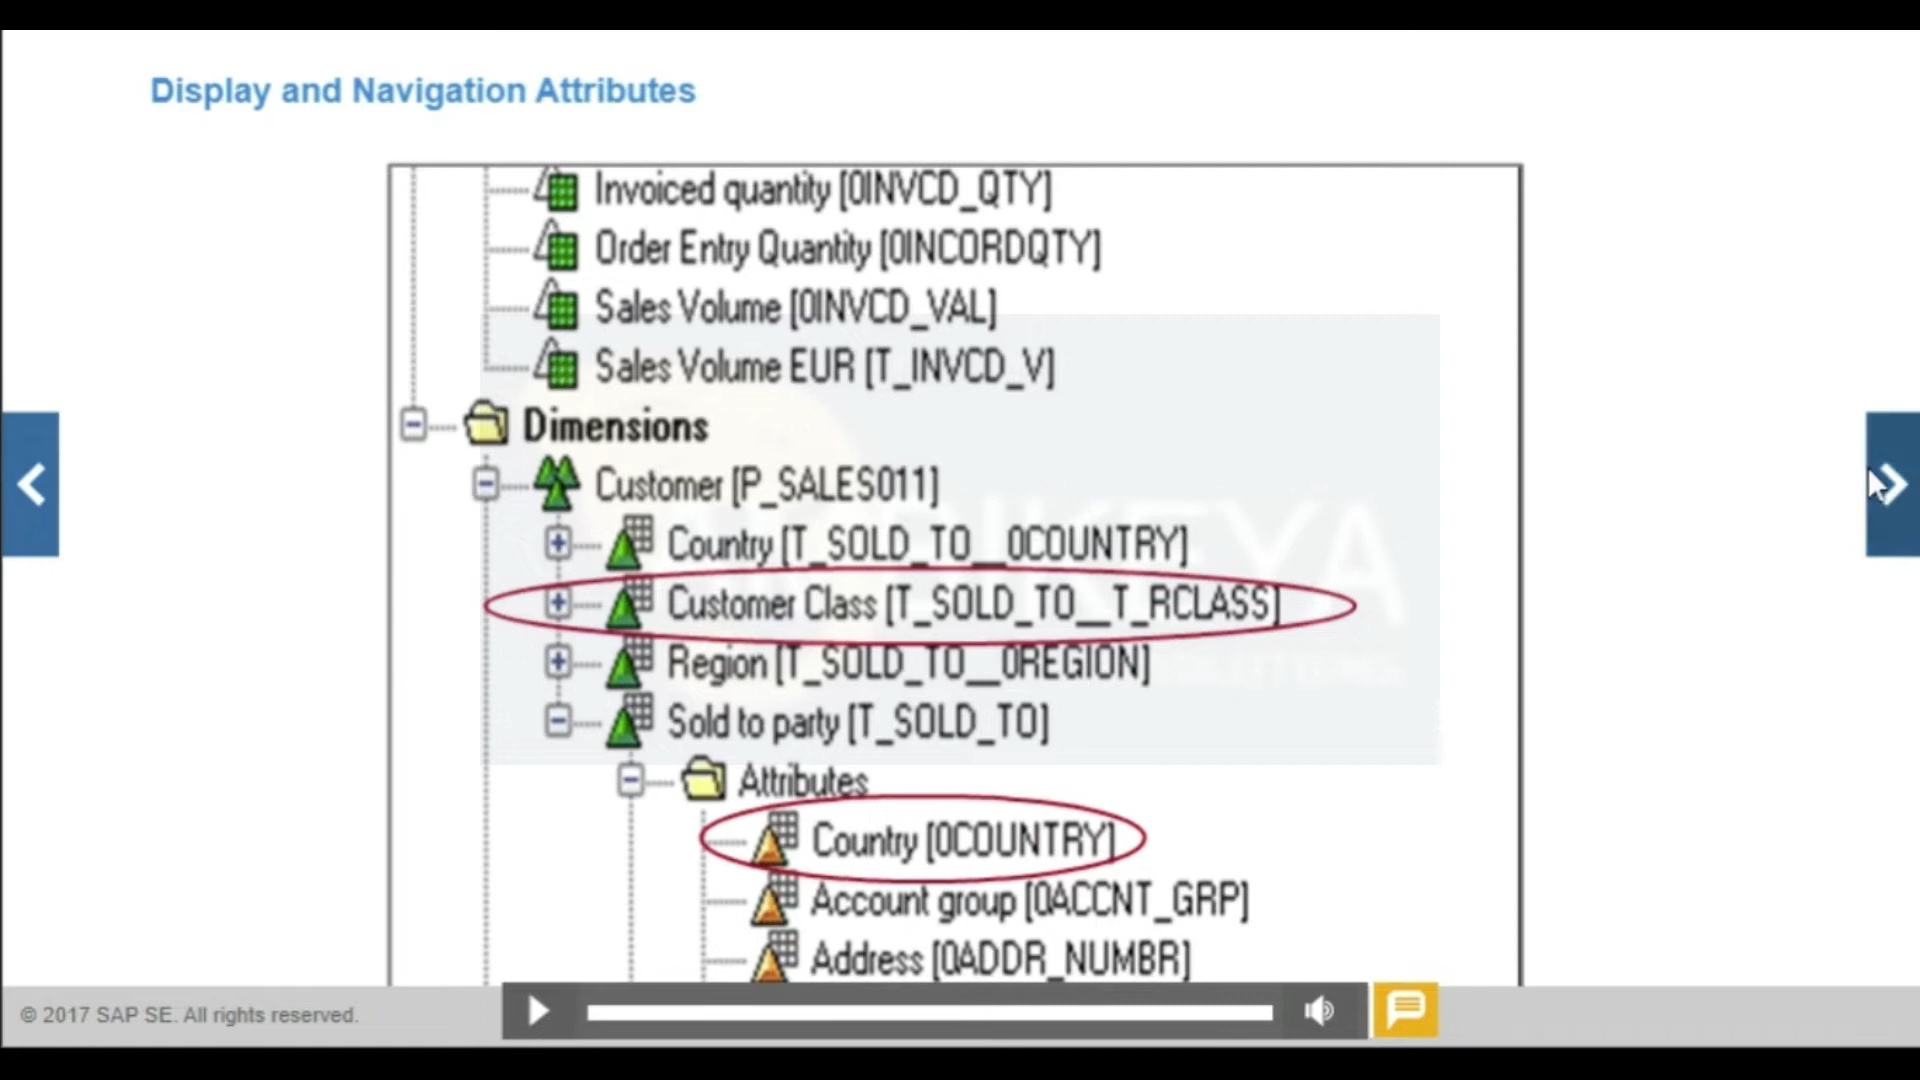 Display and Navigation Attributes
Invoiced quantity [0INVCD_QTY]
Order Entry Quantity [0INCORDQTY]
Sales Volume [0INVCD_VAL]
Sales Volume EUR [T_INVCD_V]
Dimensions
Customer [P_SALES011]
Country [T_SOLD_TO__0COUNTRY]
Customer Class [T_SOLD_TO__T_RCLASS]
Region [T_SOLD_TO__0REGION]
Sold to party [T_SOLD_TO]
Attributes
Country [0COUNTRY]
Account group [0ACCNT_GRP]
Address [0ADDR_NUMBR]
© 2017 SAP SE. All rights reserved.